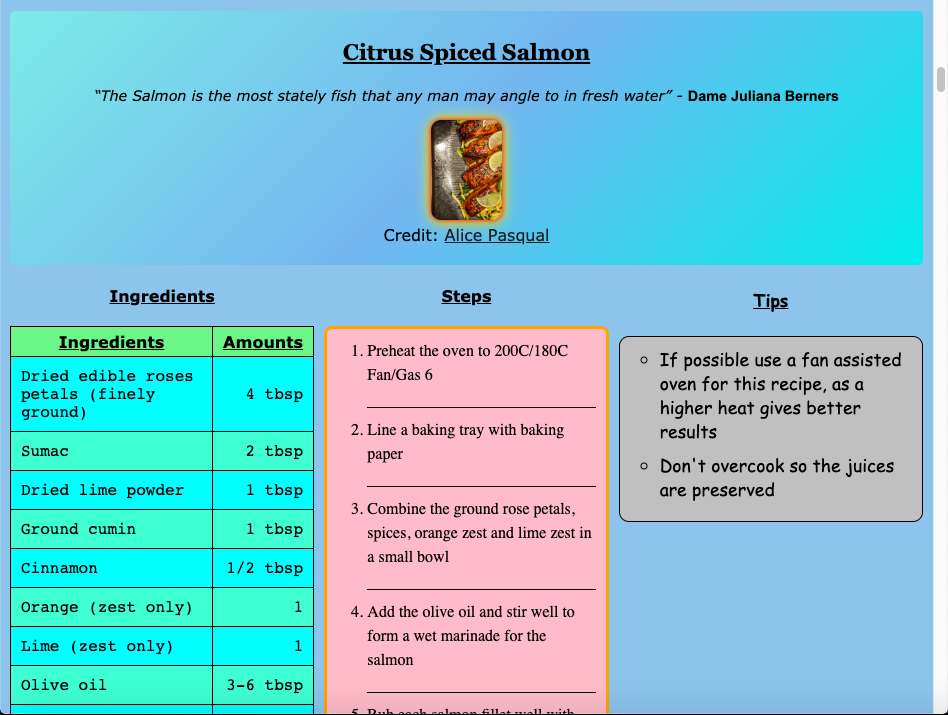 Citrus Spiced Salmon
“The Salmon is the most stately fish that any man may angle to in fresh water” - Dame Juliana Berners
Credit: Alice Pasqual
Ingredients
Ingredients Amounts
Dried edible roses
petals (finely
ground)
4 tbsp
Sumac 2 tbsp
Dried lime powder 1 tbsp
Ground cumin 1 tbsp
Cinnamon 1/2 tbsp
Orange (zest only) 1
Lime (zest only) 1
Olive oil 3-6 tbsp
Steps
1. Preheat the oven to 200C/180C
Fan/Gas 6
2. Line a baking tray with baking
paper
3. Combine the ground rose petals,
spices, orange zest and lime zest in
a small bowl
4. Add the olive oil and stir well to
form a wet marinade for the
salmon
5. Rub each salmon fillet well with
Tips
If possible use a fan assisted
oven for this recipe, as a
higher heat gives better
results
Don't overcook so the juices
are preserved